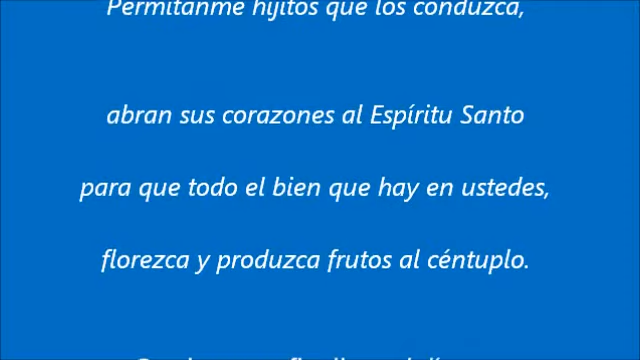 Permítanme hijitos que los conduzca,
abran sus corazones al Espíritu Santo
para que todo el bien que hay en ustedes,
florezca y produzca frutos al céntuplo.